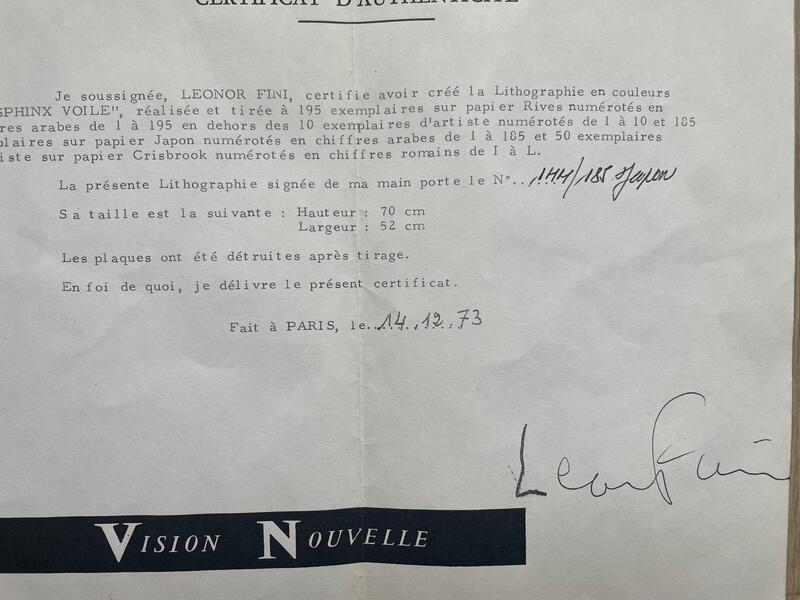 CERTIFICAT D'AUTHENTICITE
Je soussignée, LEONOR FINI, certifie avoir créé la Lithographie en couleurs
SPHINX VOILE", réalisée et tirée à 195 exemplaires sur papier Rives numérotés en
res arabes de 1 à 195 en dehors des 10 exemplaires d'artiste numérotés de 1 à 10 et 185
plaires sur papier Japon numérotés en chiffres arabes de 1 à 185 et 50 exemplaires
iste sur papier Crisbrook numérotés en chiffres romains de I à L.
La présente Lithographie signée de ma main porte le N°..144/185 Japon
Sa taille est la suivante : Hauteur : 70 cm
Largeur : 52 cm
Les plaques ont été détruites après tirage.
En foi de quoi, je délivre le présent certificat.
Fait à PARIS, le..14.12.73
Leonor Fini
VISION NOUVELLE